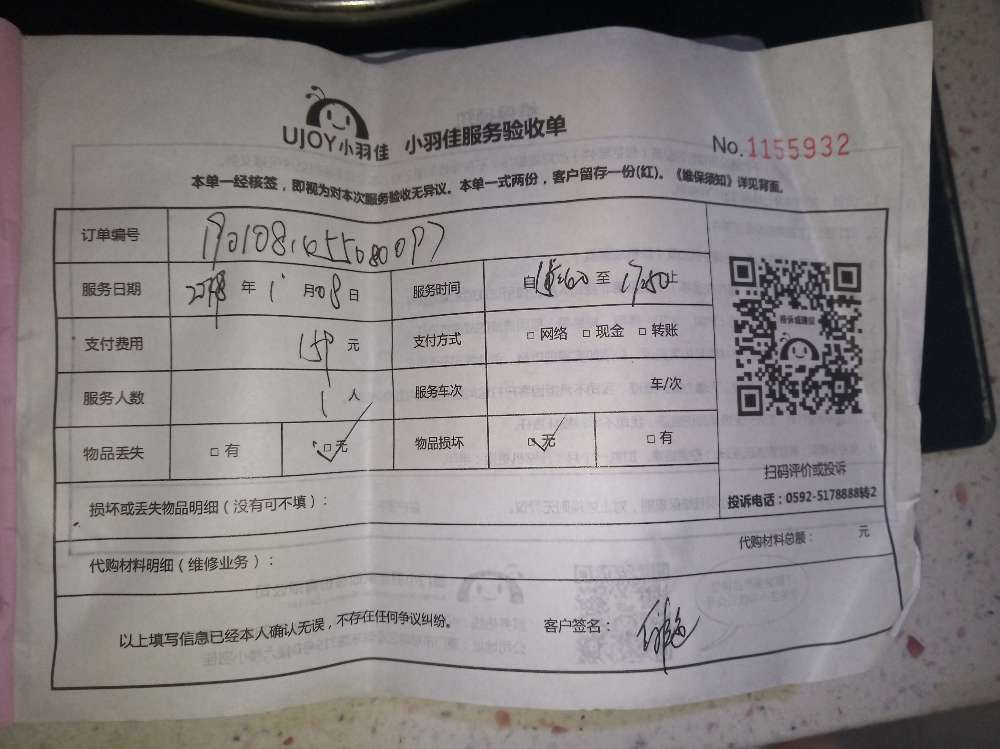 UJOY小羽佳 小羽佳服务验收单
No.1155932
本单一经核签，即视为对本次服务验收无异议。本单一式两份，客户留存一份(红)。《维保须知》详见背面。
订单编号
服务日期 年 1 月 08 日 服务时间 自 至 止
支付费用 159 元 支付方式 □ 网络 □ 现金 □ 转账
服务人数 1 人 服务车次 车/次
物品丢失 □ 有 □ 无 物品损坏 □ 无 □ 有
投诉或建议
扫码评价或投诉
投诉电话：0592-5178888转2
损坏或丢失物品明细（没有可不填）：
代购材料明细（维修业务）：
代购材料总额： 元
以上填写信息已经本人确认无误，不存在任何争议纠纷。
客户签名：